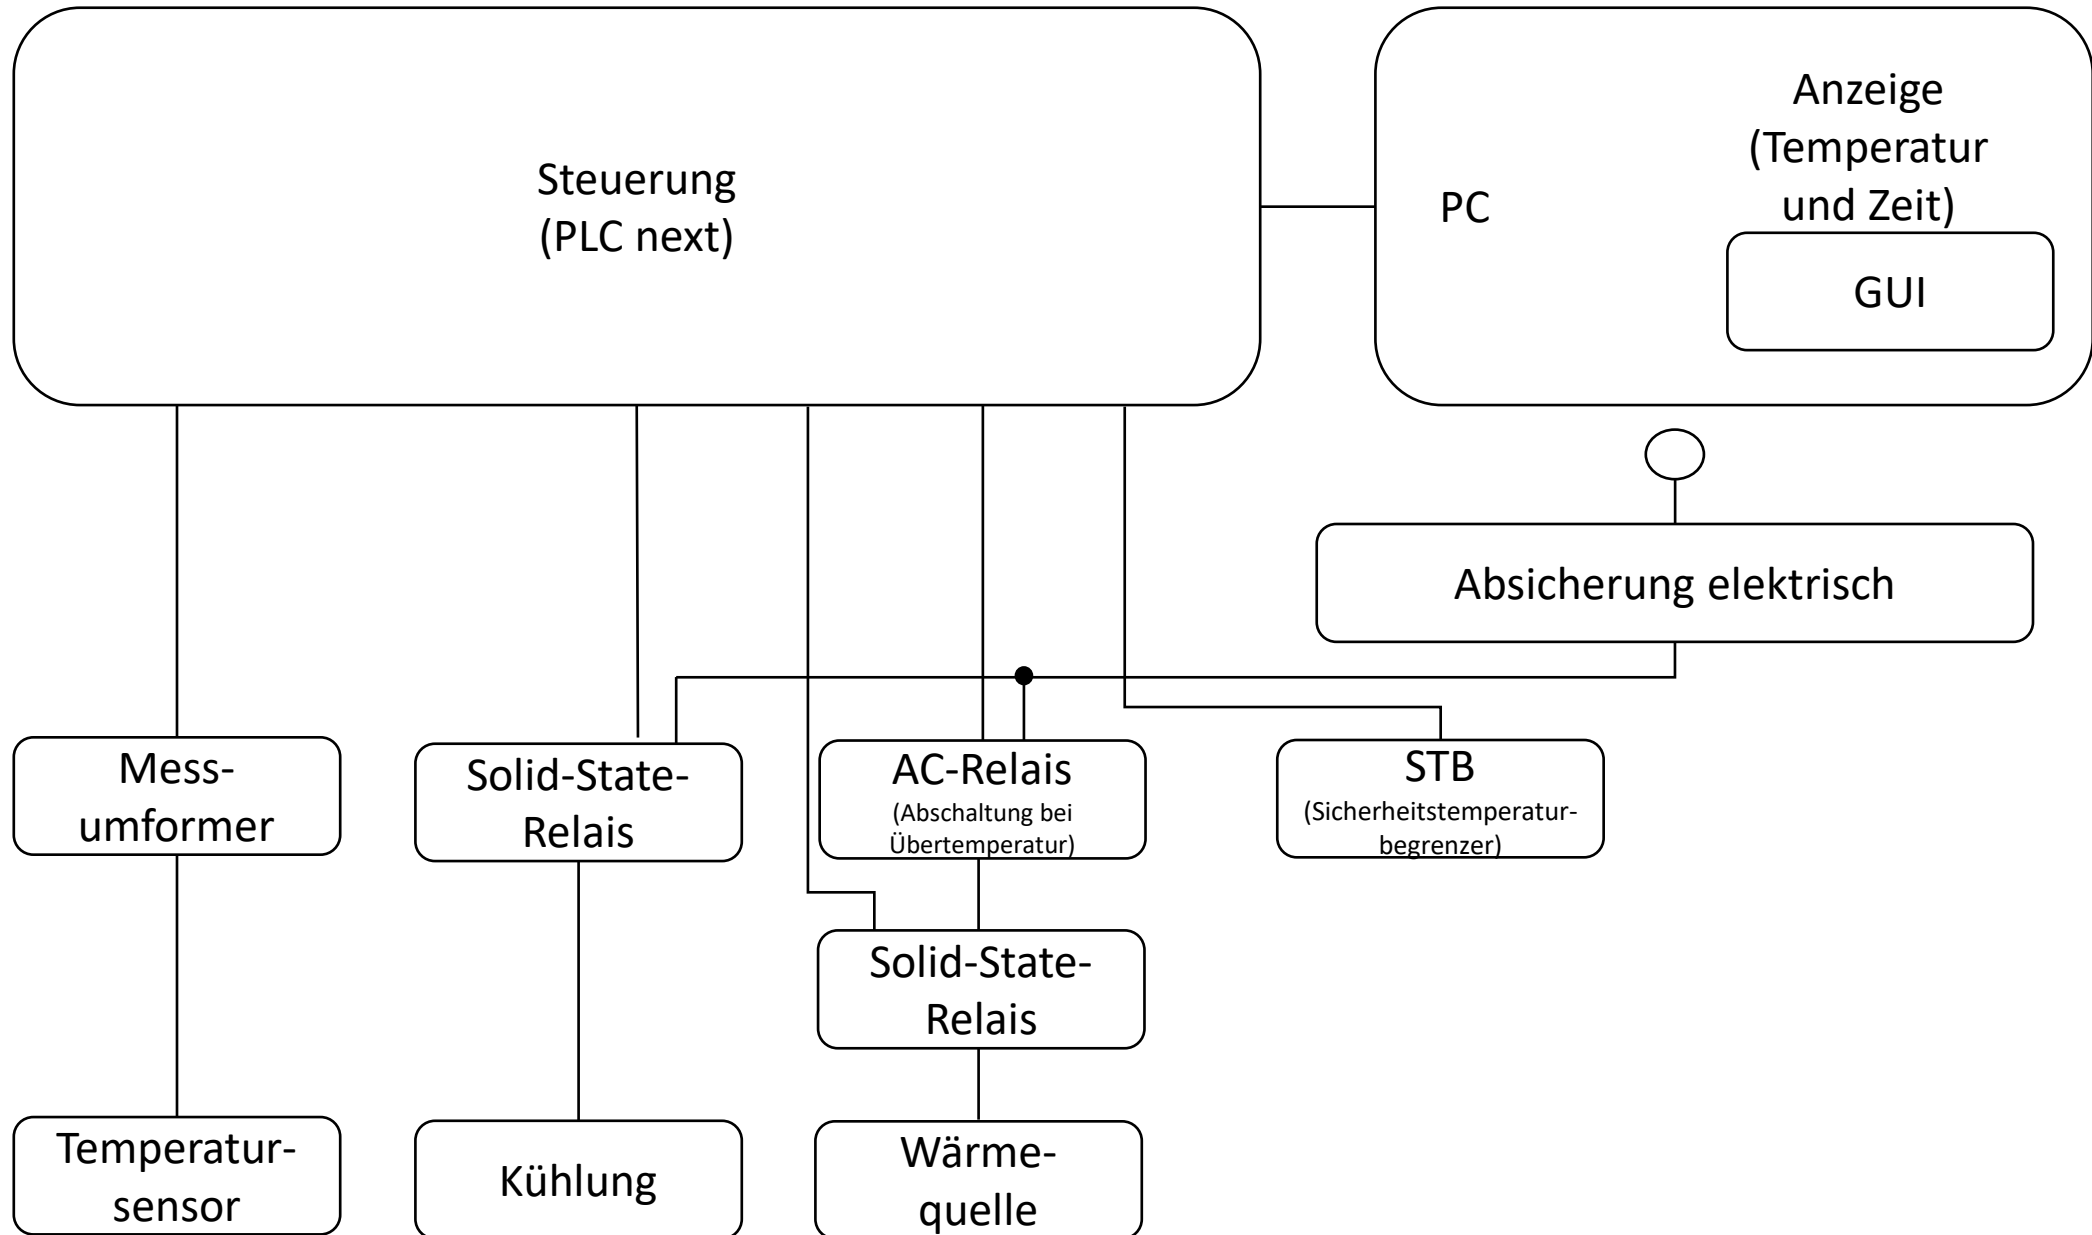 Steuerung
(PLC next)
PC
Anzeige
(Temperatur
und Zeit)
GUI
Absicherung elektrisch
Mess-
umformer
Solid-State-
Relais
AC-Relais
(Abschaltung bei
Übertemperatur)
STB
(Sicherheitstemperatur-
begrenzer)
Solid-State-
Relais
Temperatur-
sensor
Kühlung
Wärme-
quelle